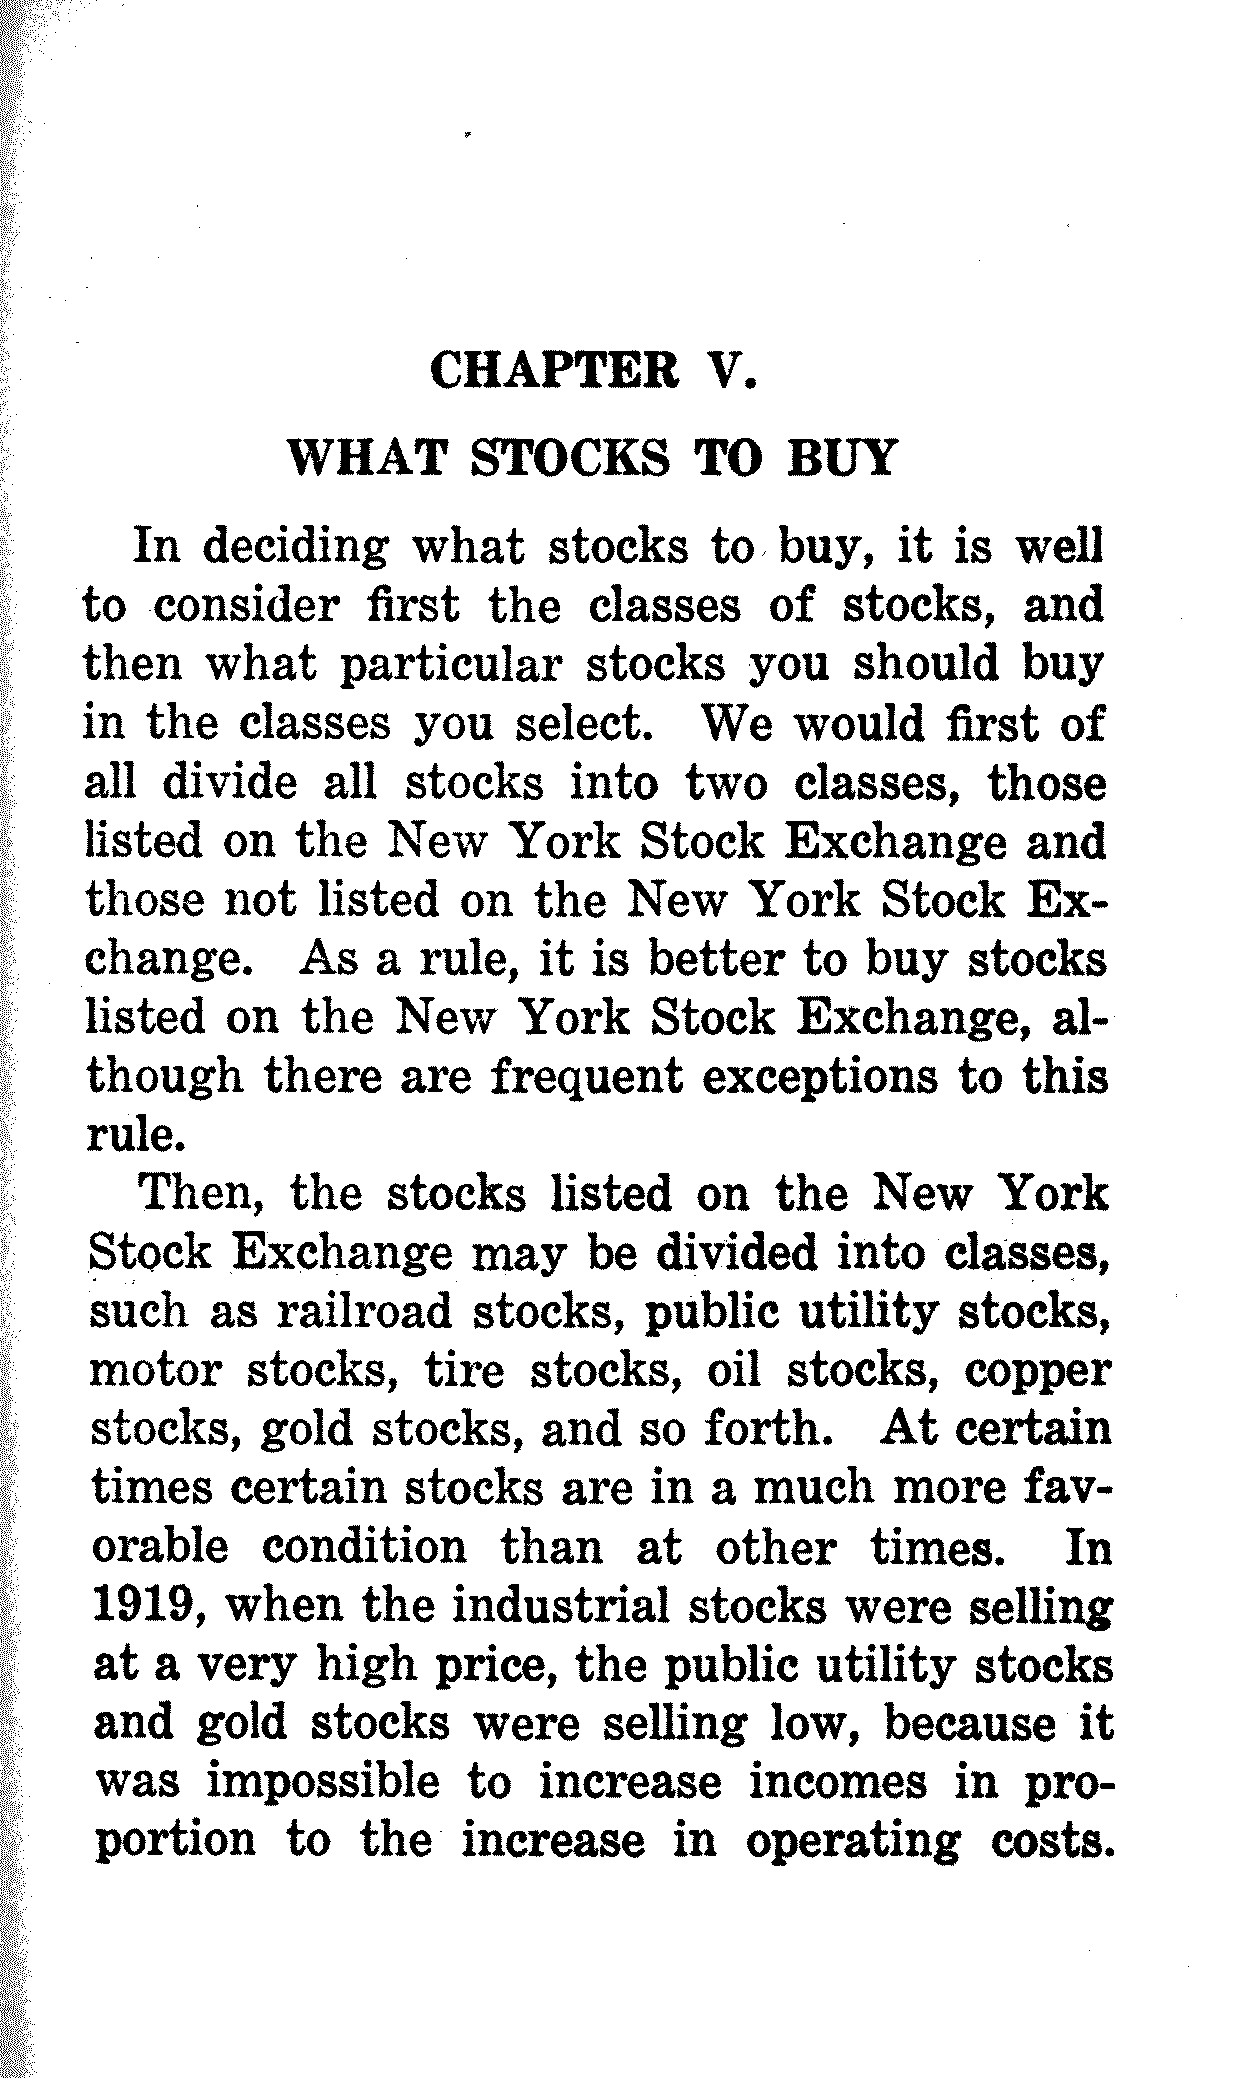 CHAPTER V.
WHAT STOCKS TO BUY
In deciding what stocks to buy, it is well
to consider first the classes of stocks, and
then what particular stocks you should buy
in the classes you select. We would first of
all divide all stocks into two classes, those
listed on the New York Stock Exchange and
those not listed on the New York Stock Ex-
change. As a rule, it is better to buy stocks
listed on the New York Stock Exchange, al-
though there are frequent exceptions to this
rule.
Then, the stocks listed on the New York
Stock Exchange may be divided into classes,
such as railroad stocks, public utility stocks,
motor stocks, tire stocks, oil stocks, copper
stocks, gold stocks, and so forth. At certain
times certain stocks are in a much more fav-
orable condition than at other times. In
1919, when the industrial stocks were selling
at a very high price, the public utility stocks
and gold stocks were selling low, because it
was impossible to increase incomes in pro-
portion to the increase in operating costs.